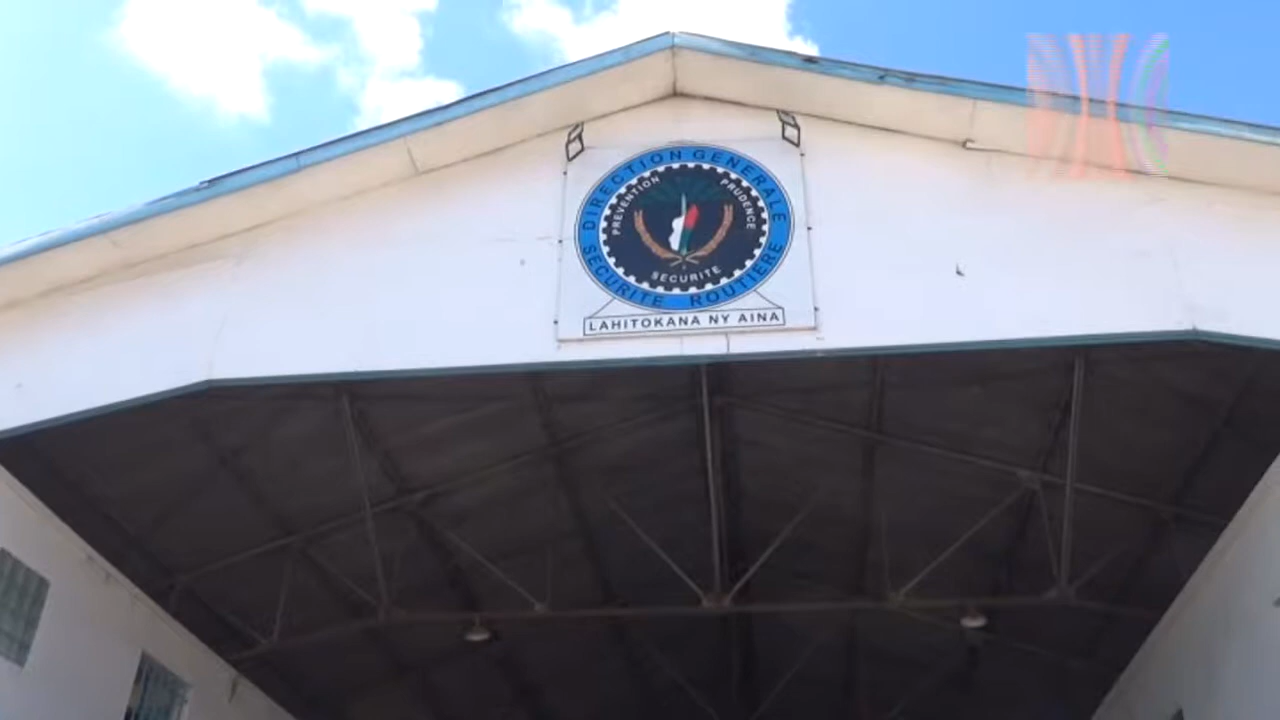 DIRECTION GENERALE
PREVENTION PRUDENCE
SECURITE
SECURITE ROUTIERE
LAHITOKANA NY AINA